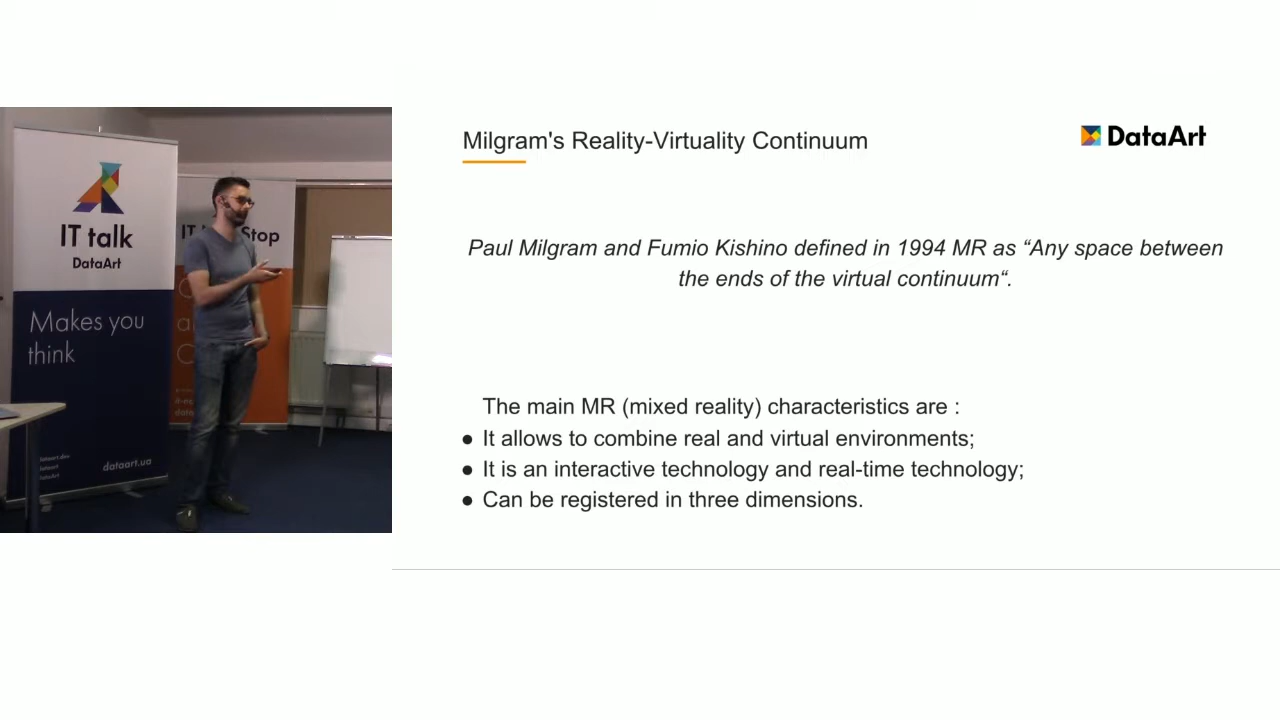 IT talk
DataArt
Makes you
think
dataart.ua
Stop
Milgram's Reality-Virtuality Continuum
DataArt
Paul Milgram and Fumio Kishino defined in 1994 MR as “Any space between
the ends of the virtual continuum“.
The main MR (mixed reality) characteristics are :
● It allows to combine real and virtual environments;
● It is an interactive technology and real-time technology;
● Can be registered in three dimensions.